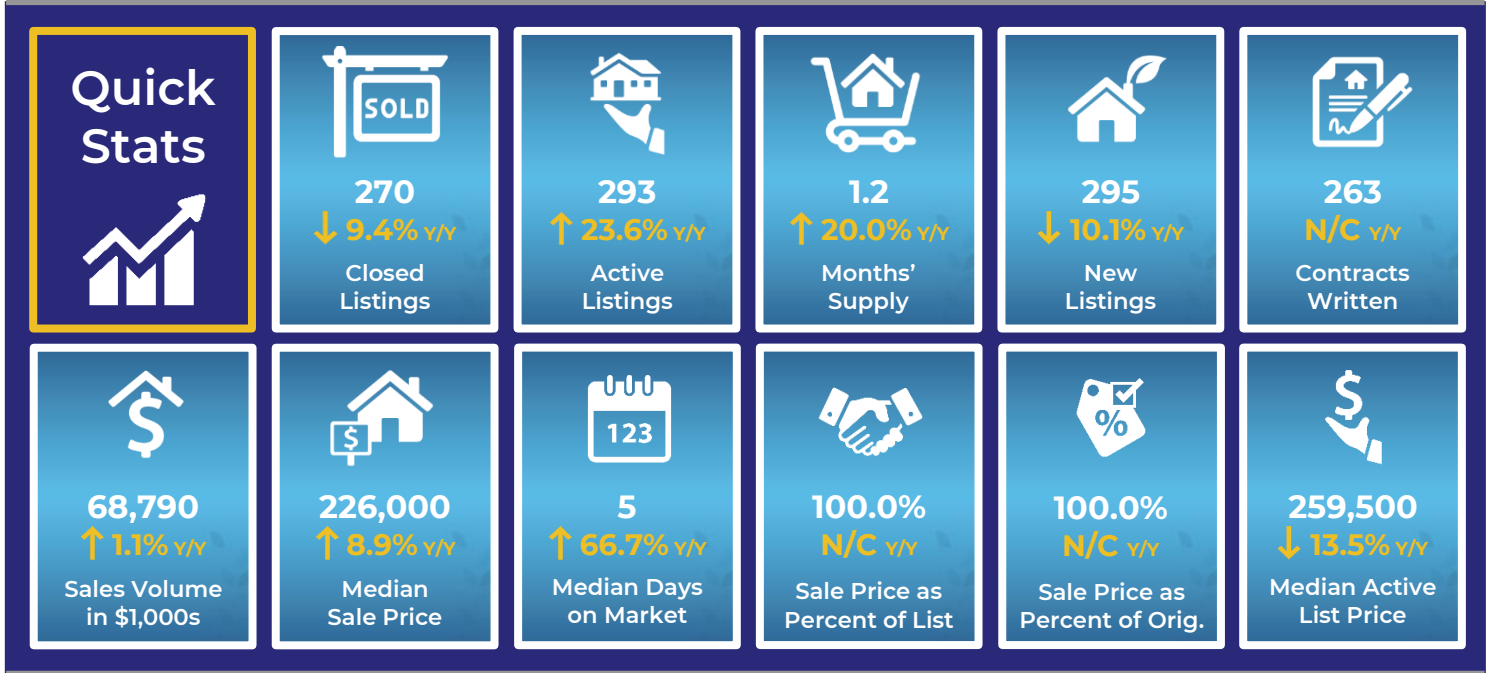 Quick
Stats
SOLD
270
↓ 9.4% Y/Y
Closed
Listings
293
↑ 23.6% Y/Y
Active
Listings
1.2
↑ 20.0% Y/Y
Months’
Supply
295
↓ 10.1% Y/Y
New
Listings
263
N/C Y/Y
Contracts
Written
$
68,790
↑ 1.1% Y/Y
Sales Volume
in $1,000s
$
226,000
↑ 8.9% Y/Y
Median
Sale Price
123
5
↑ 66.7% Y/Y
Median Days
on Market
100.0%
N/C Y/Y
Sale Price as
Percent of List
%
100.0%
N/C Y/Y
Sale Price as
Percent of Orig.
$
259,500
↓ 13.5% Y/Y
Median Active
List Price